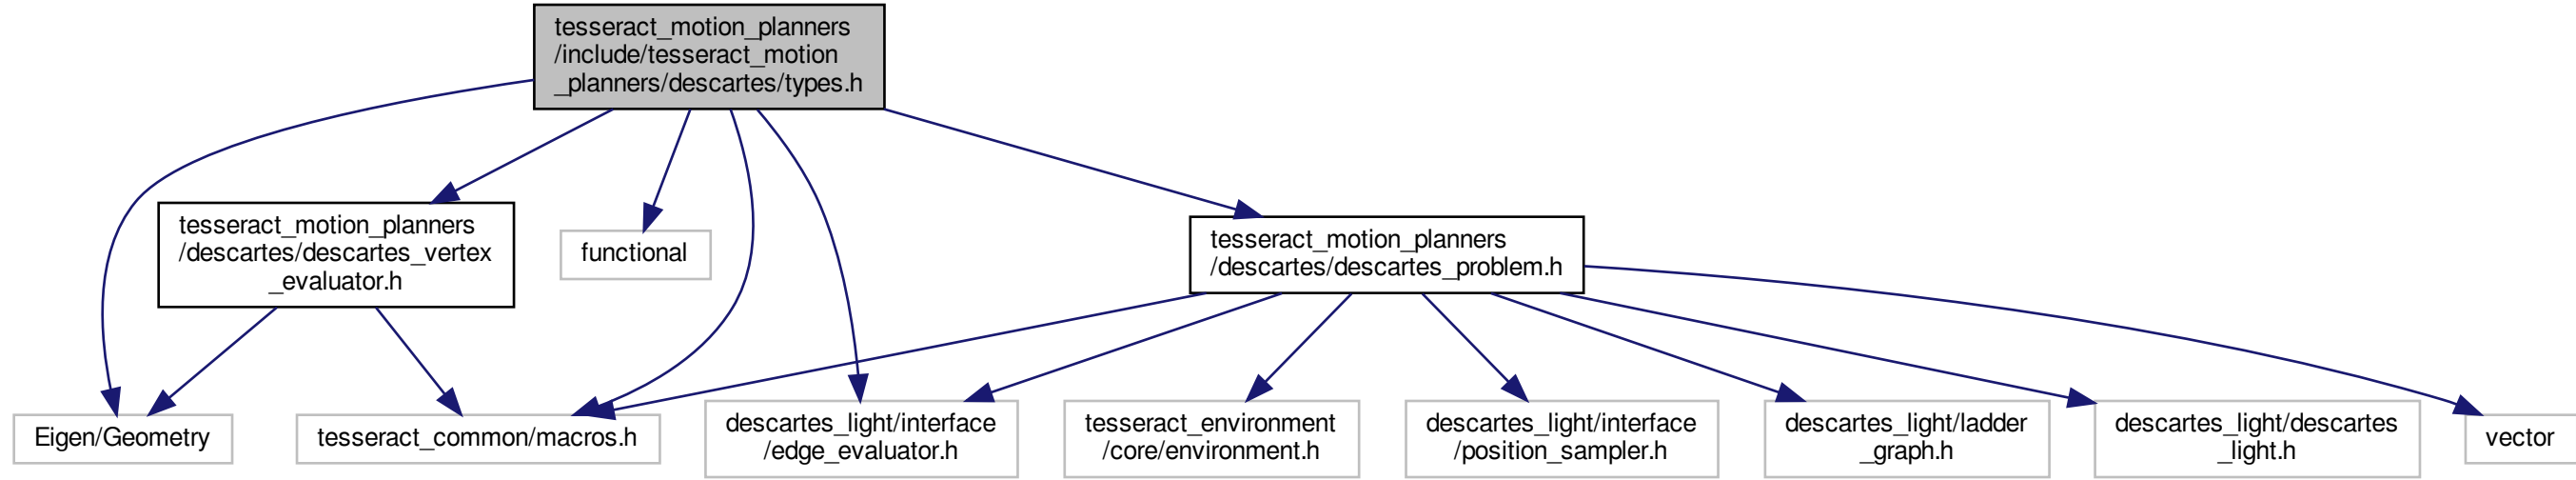 tesseract_motion_planners
/include/tesseract_motion
_planners/descartes/types.h
tesseract_motion_planners
/descartes/descartes_vertex
_evaluator.h
functional
tesseract_motion_planners
/descartes/descartes_problem.h
Eigen/Geometry
tesseract_common/macros.h
descartes_light/interface
/edge_evaluator.h
tesseract_environment
/core/environment.h
descartes_light/interface
/position_sampler.h
descartes_light/ladder
_graph.h
descartes_light/descartes
_light.h
vector